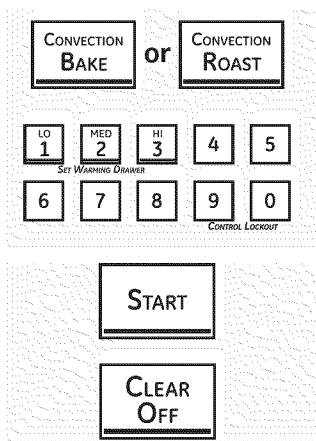 CONVECTION BAKE or CONVECTION ROAST
LO 1 MED 2 HI 3 4 5
SET WARMING DRAWER
6 7 8 9 0
CONTROL LOCKOUT
START
CLEAR
OFF